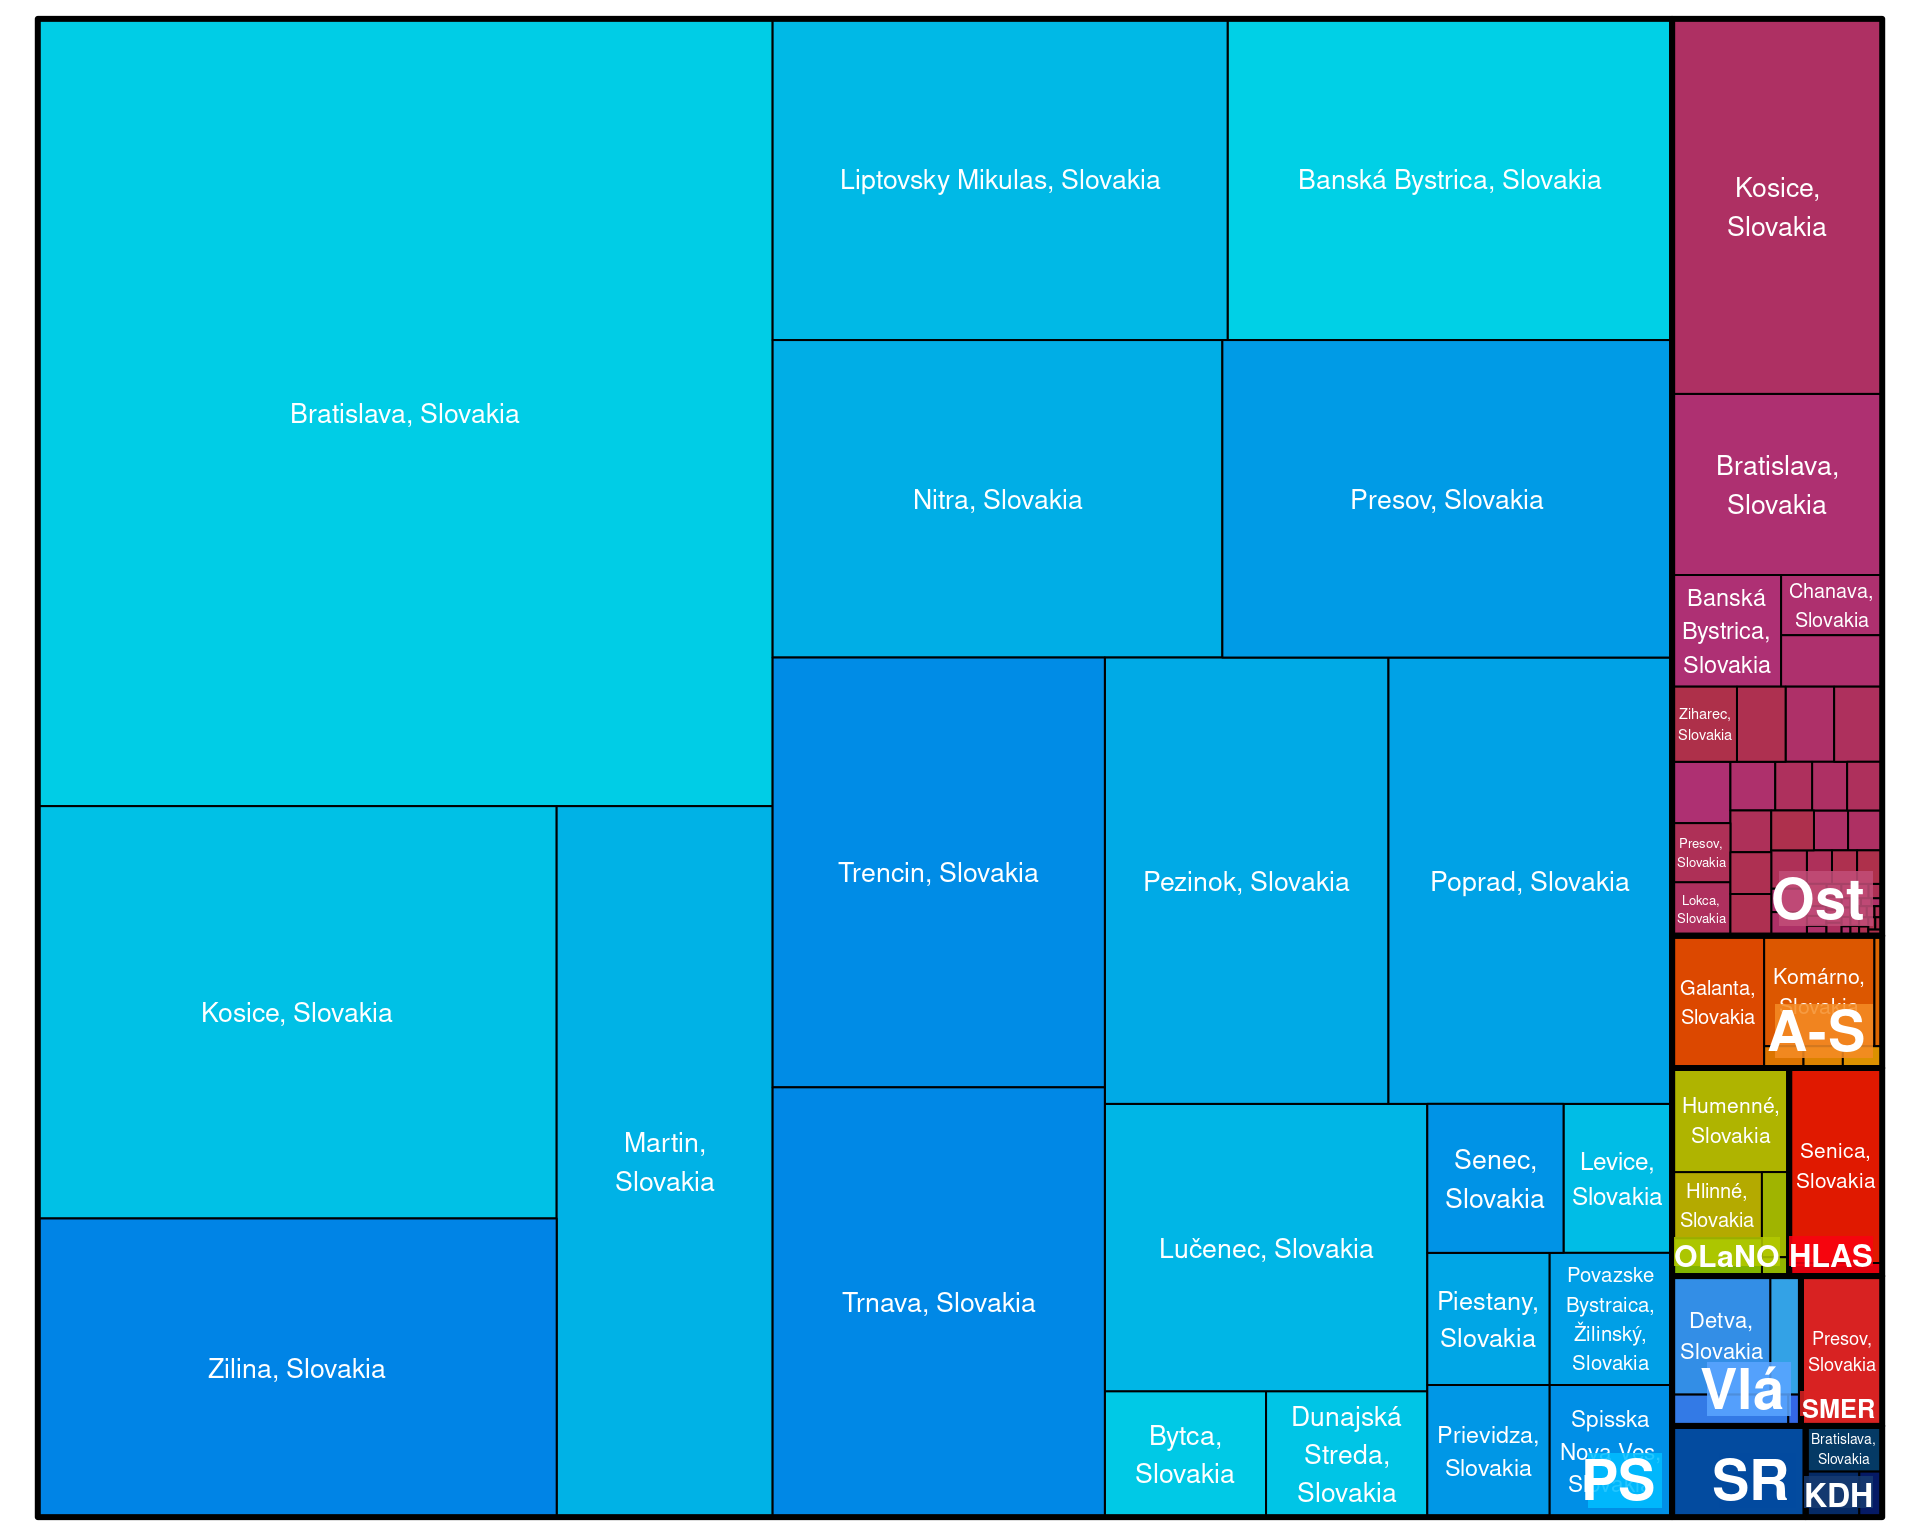 Bratislava, Slovakia
Kosice, Slovakia
Zilina, Slovakia
Martin,
Slovakia
Liptovsky Mikulas, Slovakia
Banská Bystrica, Slovakia
Nitra, Slovakia
Presov, Slovakia
Trencin, Slovakia
Trnava, Slovakia
Pezinok, Slovakia
Poprad, Slovakia
Lučenec, Slovakia
Bytca,
Slovakia
Dunajská
Streda,
Slovakia
Senec,
Slovakia
Levice,
Slovakia
Piestany,
Slovakia
Povazske
Bystraica,
Žilinský,
Slovakia
Prievidza,
Slovakia
Spisska
Nova Ves,
Slovakia
PS
Kosice,
Slovakia
Bratislava,
Slovakia
Banská
Bystrica,
Slovakia
Chanava,
Slovakia
Ziharec,
Slovakia
Presov,
Slovakia
Lokca,
Slovakia
Ost
Galanta,
Slovakia
Komárno,
Slovakia
A-S
Humenné,
Slovakia
Hlinné,
Slovakia
OLaNO
Senica,
Slovakia
HLAS
Detva,
Slovakia
Vlá
Presov,
Slovakia
SMER
SR
Bratislava,
Slovakia
KDH